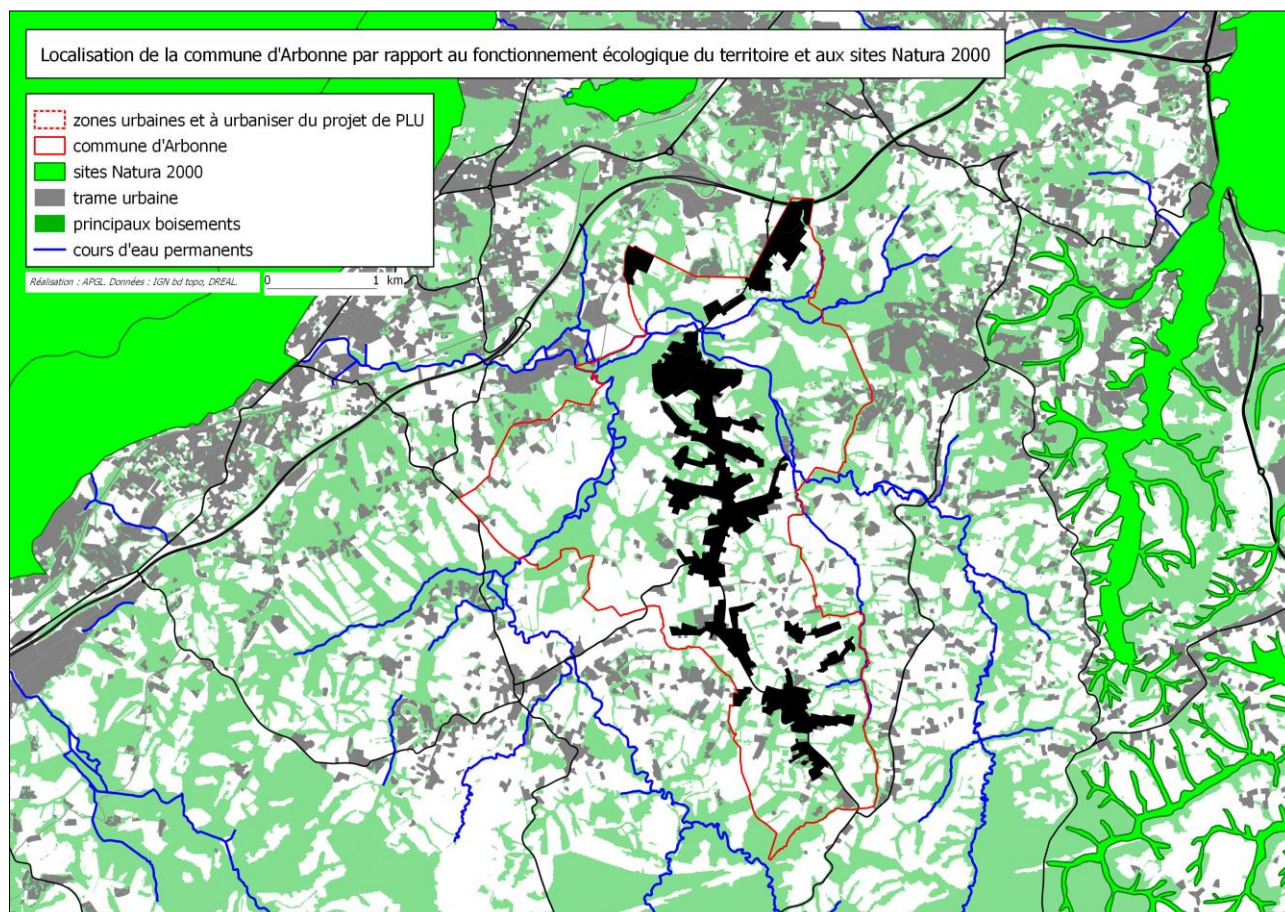 Localisation de la commune d'Arbonne par rapport au fonctionnement écologique du territoire et aux sites Natura 2000
zones urbaines et à urbaniser du projet de PLU
commune d'Arbonne
sites Natura 2000
trame urbaine
principaux boisements
cours d'eau permanents
Réalisation : APGL. Données : IGN bd topo, DREAL.
0 1 km